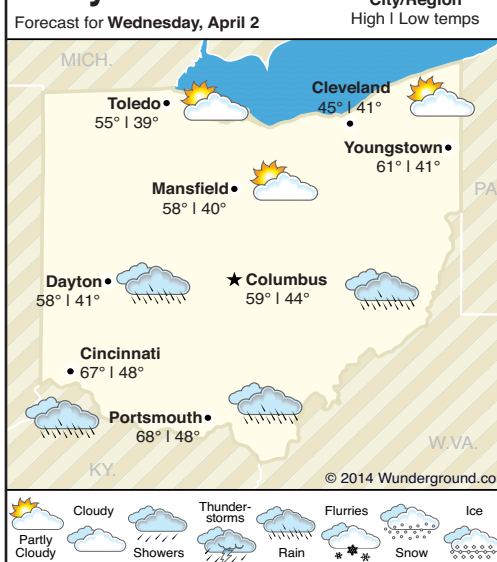 City/Region
Forecast for Wednesday, April 2
High | Low temps
MICH.
Cleveland
45° | 41°
Toledo
55° | 39°
Youngstown
61° | 41°
Mansfield
58° | 40°
PA
Dayton
58° | 41°
Columbus
59° | 44°
Cincinnati
67° | 48°
Portsmouth
68° | 48°
W.VA.
KY.
© 2014 Wunderground.co
Partly
Cloudy
Cloudy
Showers
Thunder-
storms
Rain
Flurries
Snow
Ice